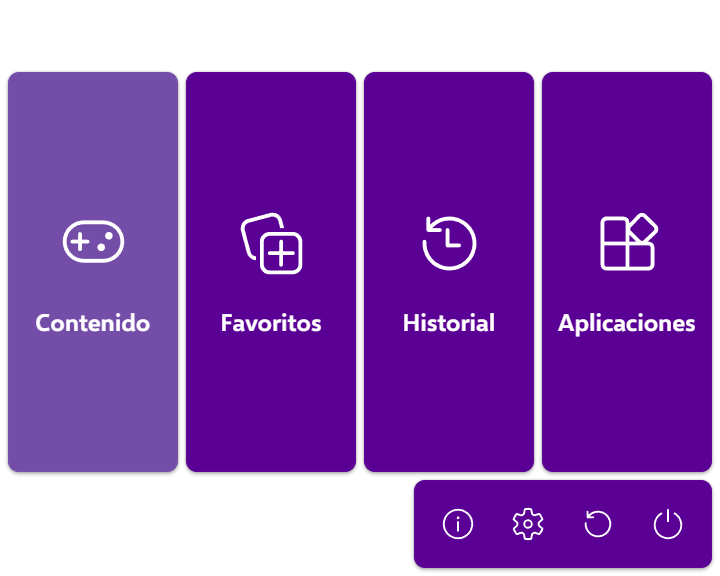 Contenido
Favoritos
Historial
Aplicaciones